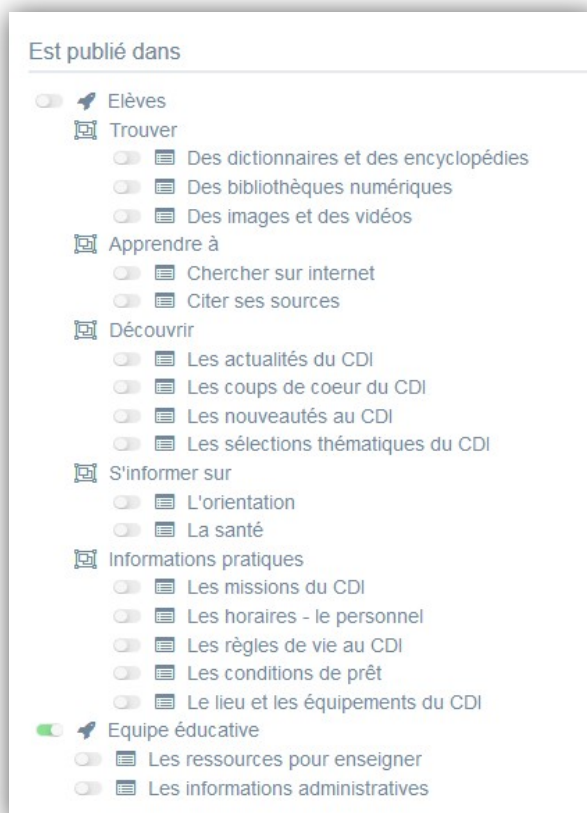 Est publié dans
Elèves
Trouver
Des dictionnaires et des encyclopédies
Des bibliothèques numériques
Des images et des vidéos
Apprendre à
Chercher sur internet
Citer ses sources
Découvrir
Les actualités du CDI
Les coups de coeur du CDI
Les nouveautés au CDI
Les sélections thématiques du CDI
S'informer sur
L'orientation
La santé
Informations pratiques
Les missions du CDI
Les horaires - le personnel
Les règles de vie au CDI
Les conditions de prêt
Le lieu et les équipements du CDI
Equipe éducative
Les ressources pour enseigner
Les informations administratives